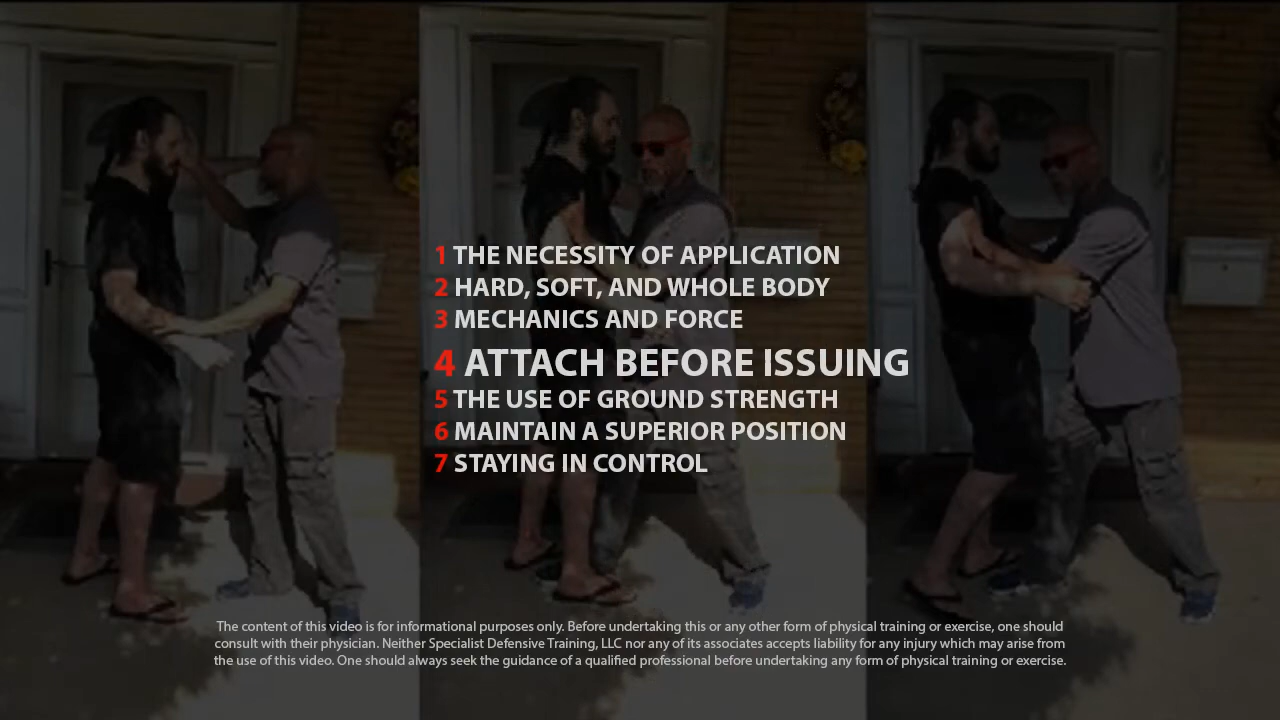 1 THE NECESSITY OF APPLICATION
2 HARD, SOFT, AND WHOLE BODY
3 MECHANICS AND FORCE
4 ATTACH BEFORE ISSUING
5 THE USE OF GROUND STRENGTH
6 MAINTAIN A SUPERIOR POSITION
7 STAYING IN CONTROL
The content of this video is for informational purposes only. Before undertaking this or any other form of physical training or exercise, one should
consult with their physician. Neither Specialist Defensive Training, LLC nor any of its associates accepts liability for any injury which may arise from
the use of this video. One should always seek the guidance of a qualified professional before undertaking any form of physical training or exercise.